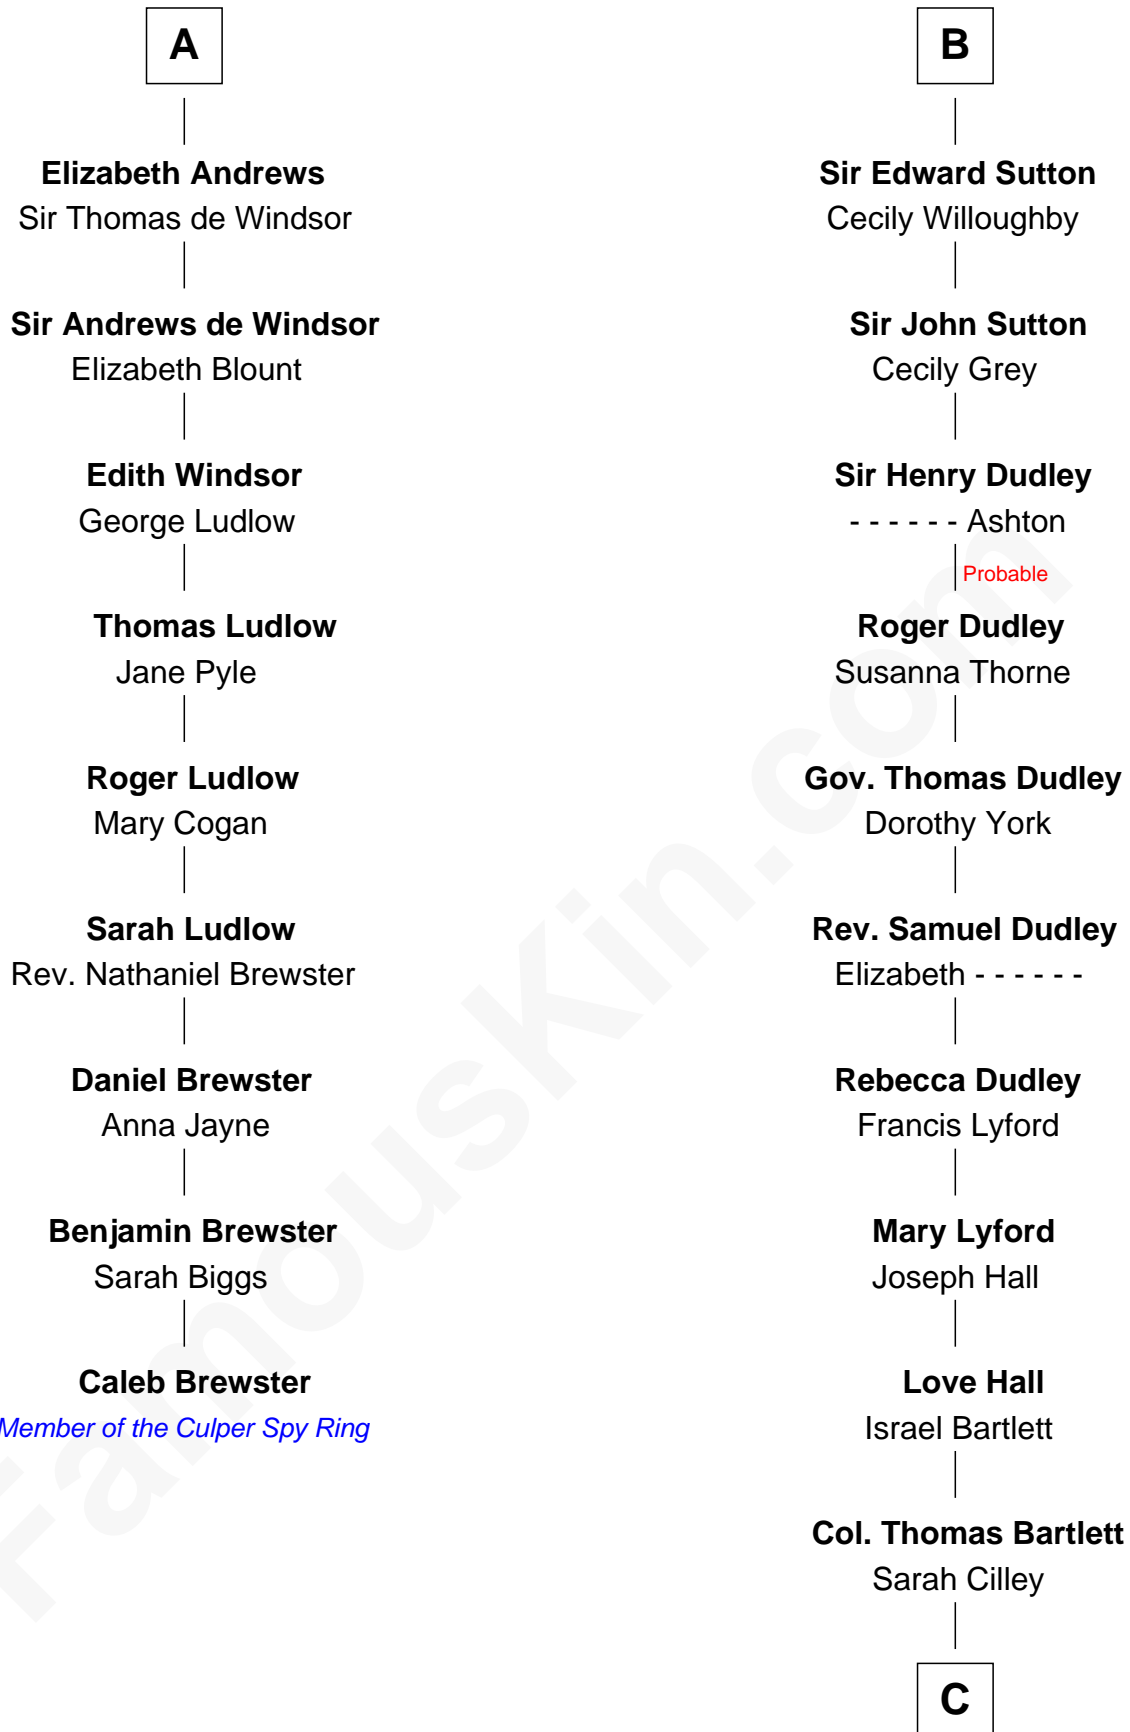 A
Elizabeth Andrews
Sir Thomas de Windsor
Sir Andrews de Windsor
Elizabeth Blount
Edith Windsor
George Ludlow
Thomas Ludlow
Jane Pyle
Roger Ludlow
Mary Cogan
Sarah Ludlow
Rev. Nathaniel Brewster
Daniel Brewster
Anna Jayne
Benjamin Brewster
Sarah Biggs
Caleb Brewster
Member of the Culper Spy Ring
B
Sir Edward Sutton
Cecily Willoughby
Sir John Sutton
Cecily Grey
Sir Henry Dudley
- - - - - - Ashton
Probable
Roger Dudley
Susanna Thorne
Gov. Thomas Dudley
Dorothy York
Rev. Samuel Dudley
Elizabeth - - - - - -
Rebecca Dudley
Francis Lyford
Mary Lyford
Joseph Hall
Love Hall
Israel Bartlett
Col. Thomas Bartlett
Sarah Cilley
C
FamousKin.com